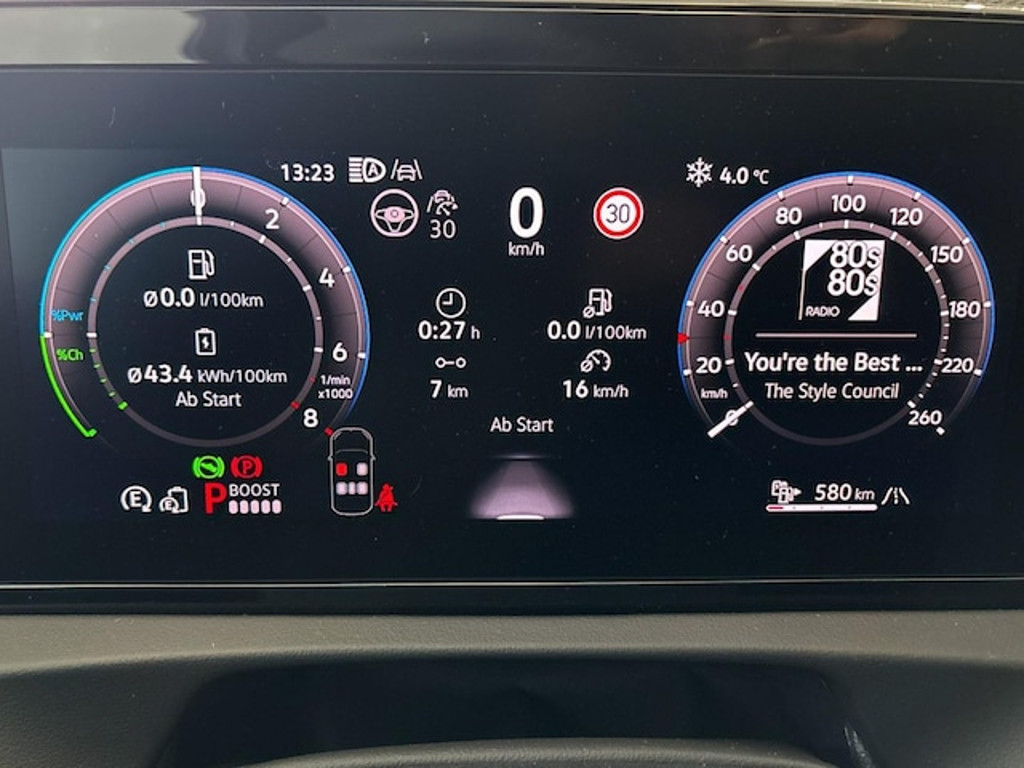 13:23 A
4.0 °C
30
0
km/h
30
0
2
4
6
8
1/min
x1000
%Pwr
%Ch
Ø0.0 l/100km
Ø43.4 kWh/100km
Ab Start
0:27 h
0.0 l/100km
7 km
16 km/h
Ab Start
0
20
40
60
80
100
120
150
180
220
260
km/h
80s
80s
RADIO
You're the Best ...
The Style Council
P
E
E
P BOOST
580 km